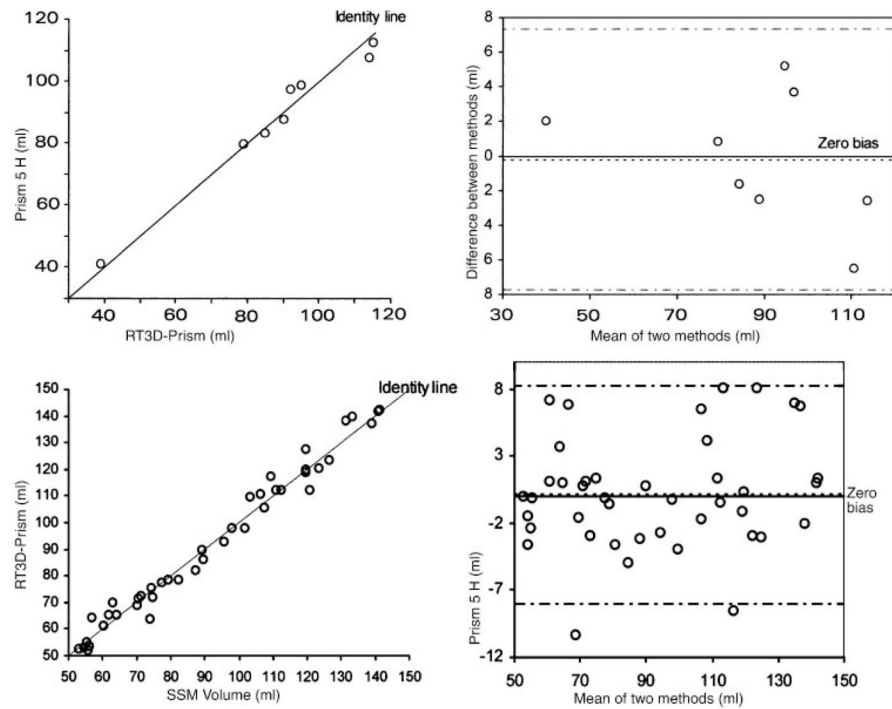 Identity line
120
100
80
60
40
Prism 5 H (ml)
40 60 80 100 120
RT3D-Prism (ml)
8
6
4
2
0
2
4
6
8
Difference between methods (ml)
Zero bias
30 50 70 90 110
Mean of two methods (ml)
Identity line
150
140
130
120
110
100
90
80
70
60
50
RT3D-Prism (ml)
50 60 70 80 90 100 110 120 130 140 150
SSM Volume (ml)
8
3
-2
-7
-12
Prism 5 H (ml)
Zero
bias
50 70 90 110 130 150
Mean of two methods (ml)